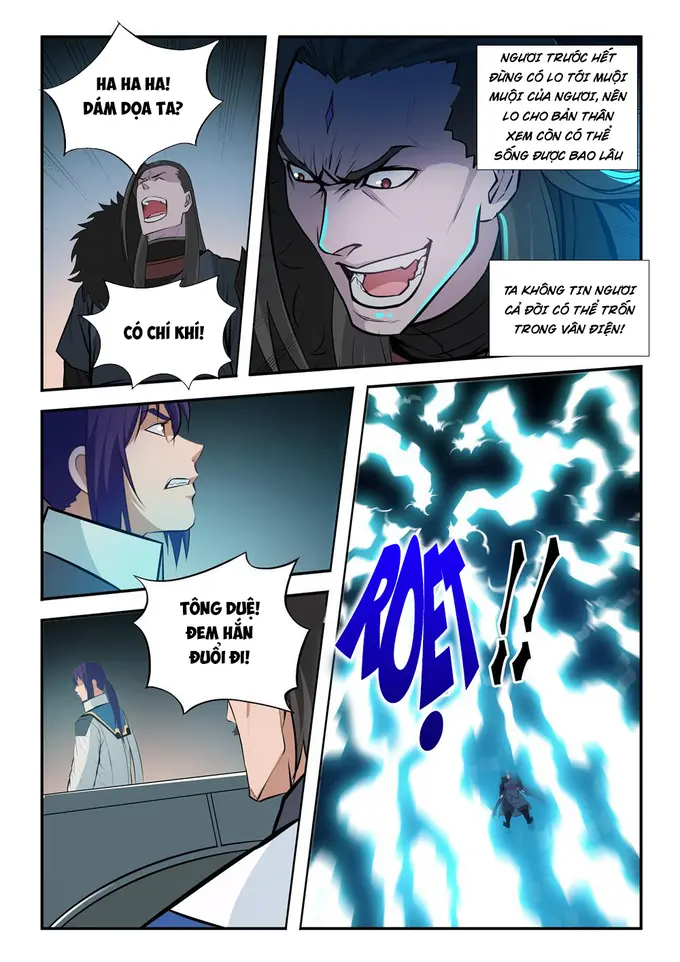 HA HA HA!
DÁM DỌA TA?
NGƯƠI TRƯỚC HẾT
ĐỪNG CÓ LO TỚI MUỘI
MUỘI CỦA NGƯƠI, NÊN
LO CHO BẢN THÂN
XEM CÒN CÓ THỂ
SỐNG ĐƯỢC BAO LÂU
CÓ CHÍ KHÍ!
TA KHÔNG TIN NGƯƠI
CẢ ĐỜI CÓ THỂ TRỐN
TRONG VÂN ĐIỆN!
TÔNG DUỆ!
ĐEM HẮN
ĐUỔI ĐI!
ROẸT!!